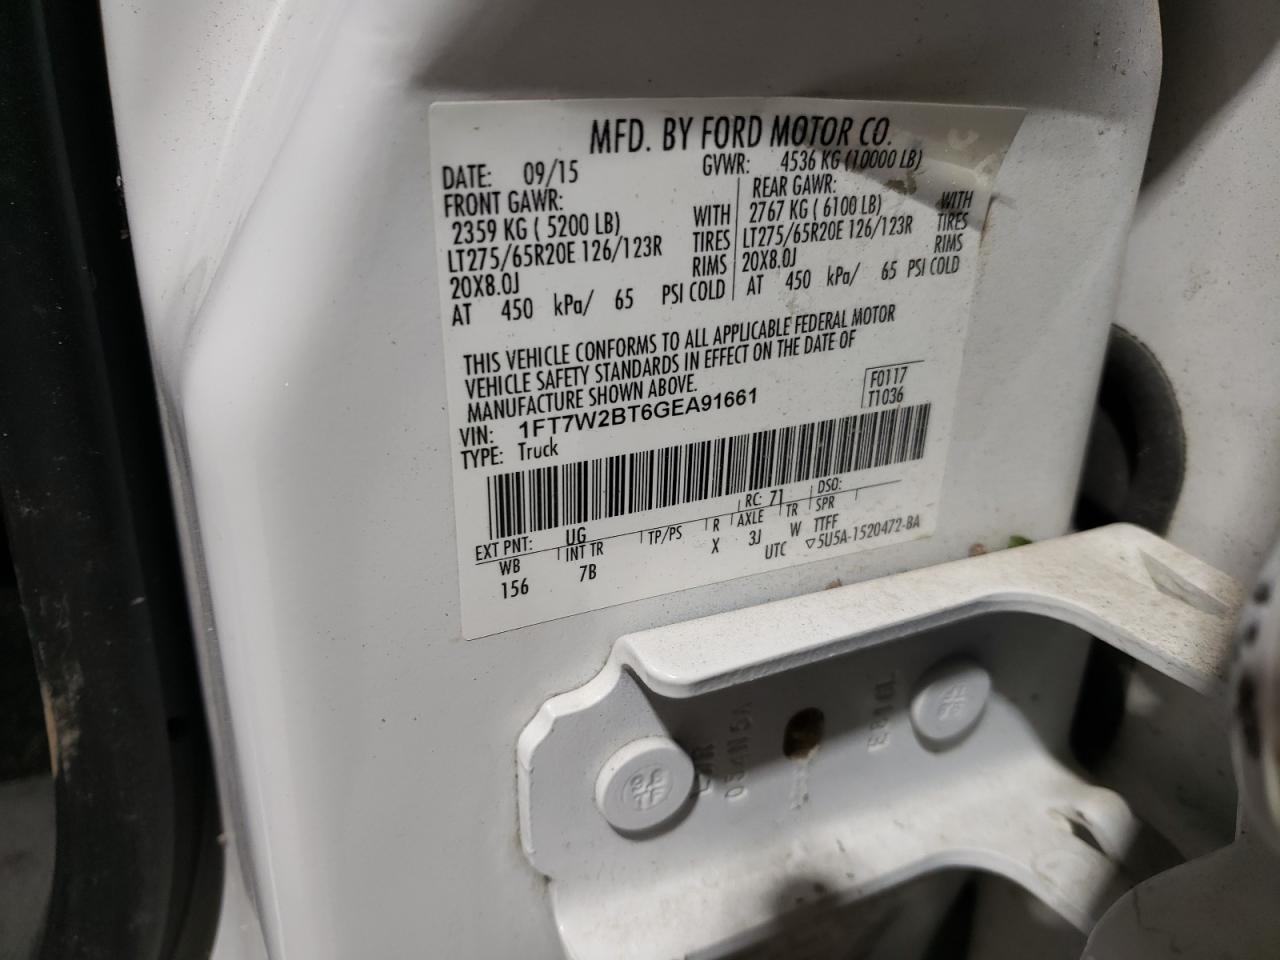 MFD. BY FORD MOTOR CO.
DATE: 09/15 GVWR: 4536 KG (10000 LB)
FRONT GAWR:
2359 KG ( 5200 LB) WITH
LT275/65R20E 126/123R TIRES
20X8.0J RIMS
AT 450 kPa/ 65 PSI COLD
REAR GAWR:
2767 KG ( 6100 LB) WITH
LT275/65R20E 126/123R TIRES
20X8.0J RIMS
AT 450 kPa/ 65 PSI COLD
THIS VEHICLE CONFORMS TO ALL APPLICABLE FEDERAL MOTOR
VEHICLE SAFETY STANDARDS IN EFFECT ON THE DATE OF
MANUFACTURE SHOWN ABOVE.
F0117
T1036
VIN: 1FT7W2BT6GEA91661
TYPE: Truck
EXT PNT: UG RC: 71 DSO:
WB INT TR TP/PS R AXLE TR SPR
156 7B X 3J W TTFF
UTC ▽5U5A-1520472-BA